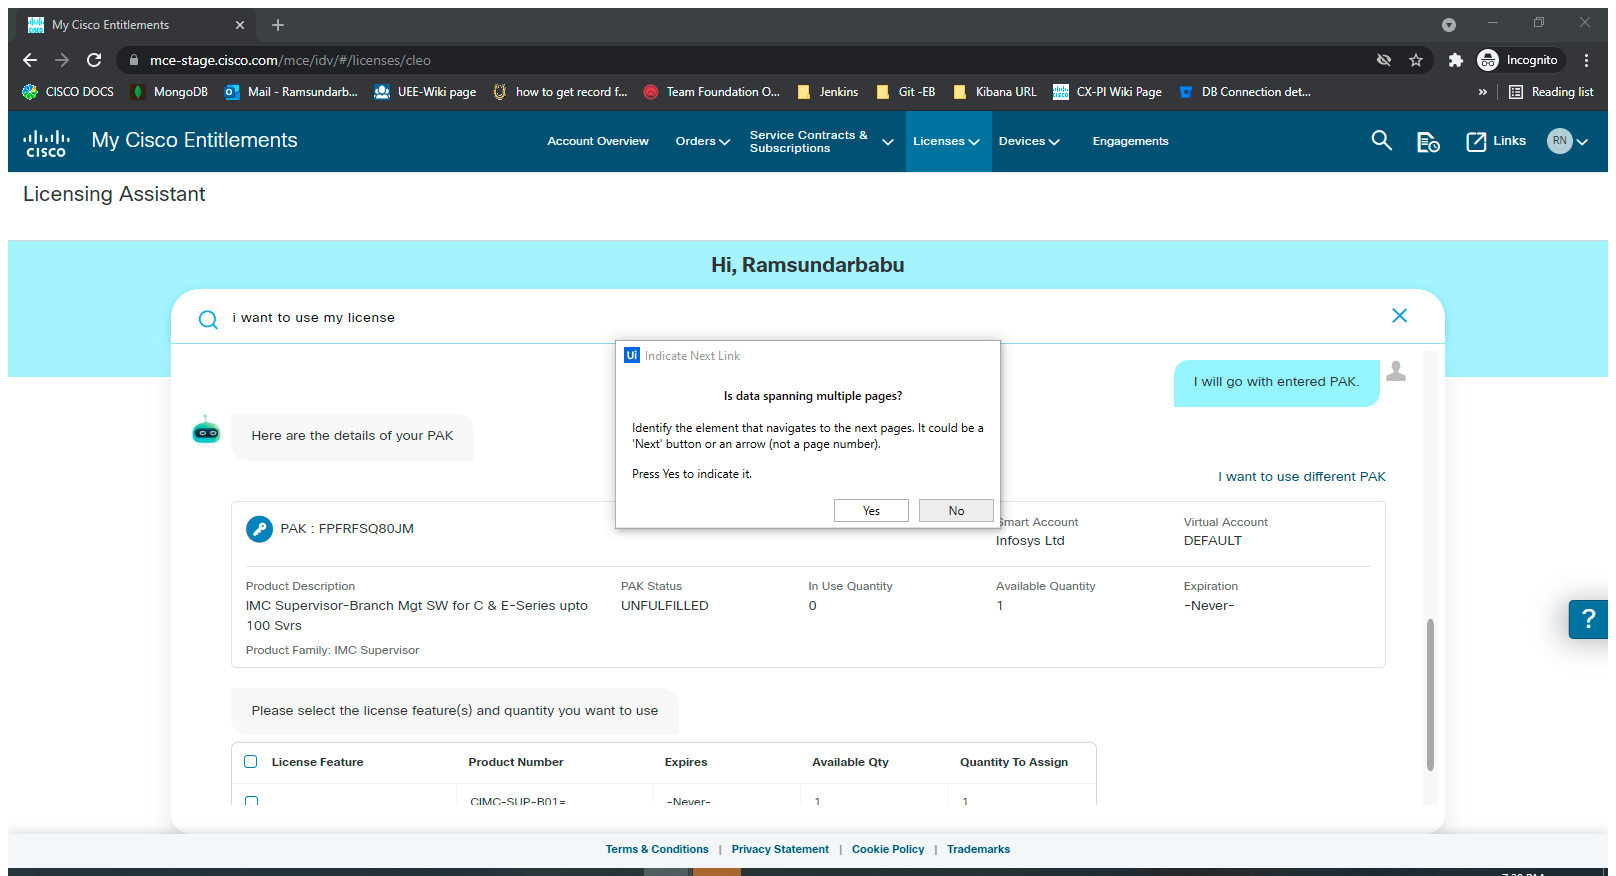 My Cisco Entitlements
mce-stage.cisco.com/mce/idv/#/licenses/cleo
Incognito
CISCO DOCS MongoDB Mail - Ramsundarb... UEE-Wiki page how to get record f... Team Foundation O... Jenkins Git -EB Kibana URL CX-PI Wiki Page DB Connection det... » Reading list
CISCO
My Cisco Entitlements
Account Overview Orders Service Contracts & Subscriptions Licenses Devices Engagements Links RN
Licensing Assistant
Hi, Ramsundarbabu
i want to use my license
Ui Indicate Next Link
Is data spanning multiple pages?
Identify the element that navigates to the next pages. It could be a
'Next' button or an arrow (not a page number).
Press Yes to indicate it.
Yes No
I will go with entered PAK.
Here are the details of your PAK
I want to use different PAK
PAK : FPFRFSQ80JM
Smart Account
Infosys Ltd
Virtual Account
DEFAULT
Product Description PAK Status In Use Quantity Available Quantity Expiration
IMC Supervisor-Branch Mgt SW for C & E-Series upto UNFULFILLED 0 1 -Never-
100 Svrs
Product Family: IMC Supervisor
?
Please select the license feature(s) and quantity you want to use
License Feature Product Number Expires Available Qty Quantity To Assign
CIMC-SUP-B01= -Never- 1 1
Terms & Conditions | Privacy Statement | Cookie Policy | Trademarks